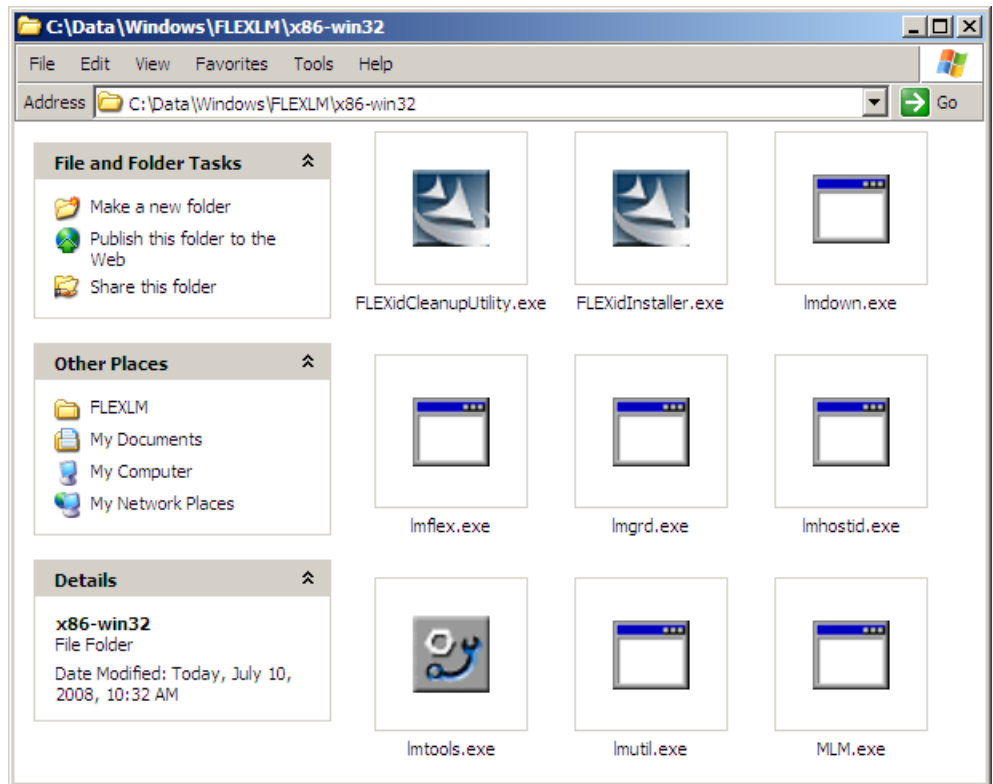 C:\Data\Windows\FLEXLM\x86-win32
File Edit View Favorites Tools Help
Address C:\Data\Windows\FLEXLM\x86-win32 Go
File and Folder Tasks
Make a new folder
Publish this folder to the
Web
Share this folder
Other Places
FLEXLM
My Documents
My Computer
My Network Places
Details
x86-win32
File Folder
Date Modified: Today, July 10,
2008, 10:32 AM
FLEXidCleanupUtility.exe FLEXidInstaller.exe lmdown.exe
lmflex.exe lmgrd.exe lmhostid.exe
lmtools.exe lmutil.exe MLM.exe